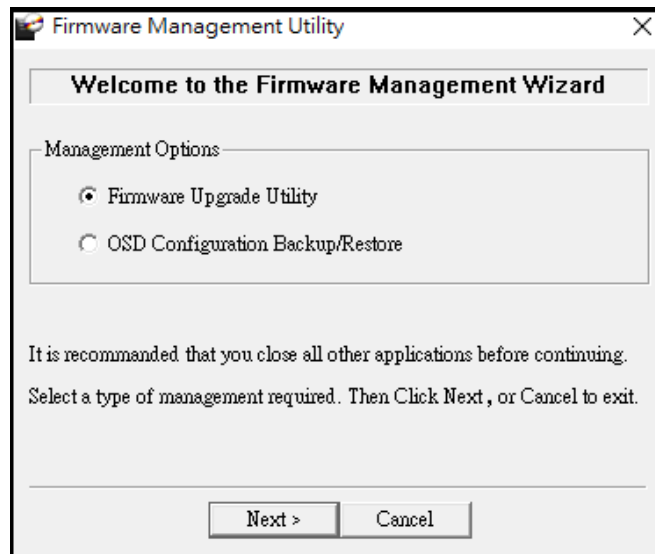 Firmware Management Utility
Welcome to the Firmware Management Wizard
Management Options
Firmware Upgrade Utility
OSD Configuration Backup/Restore
It is recommanded that you close all other applications before continuing.
Select a type of management required. Then Click Next, or Cancel to exit.
Next >
Cancel